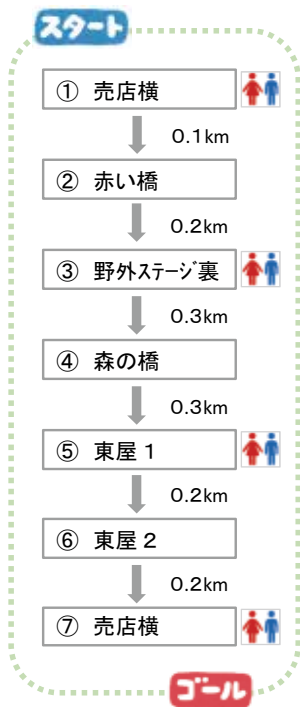 スタート
① 売店横
0.1km
② 赤い橋
0.2km
③ 野外ｽﾃｰｼﾞ裏
0.3km
④ 森の橋
0.3km
⑤ 東屋 1
0.2km
⑥ 東屋 2
0.2km
⑦ 売店横
ゴール